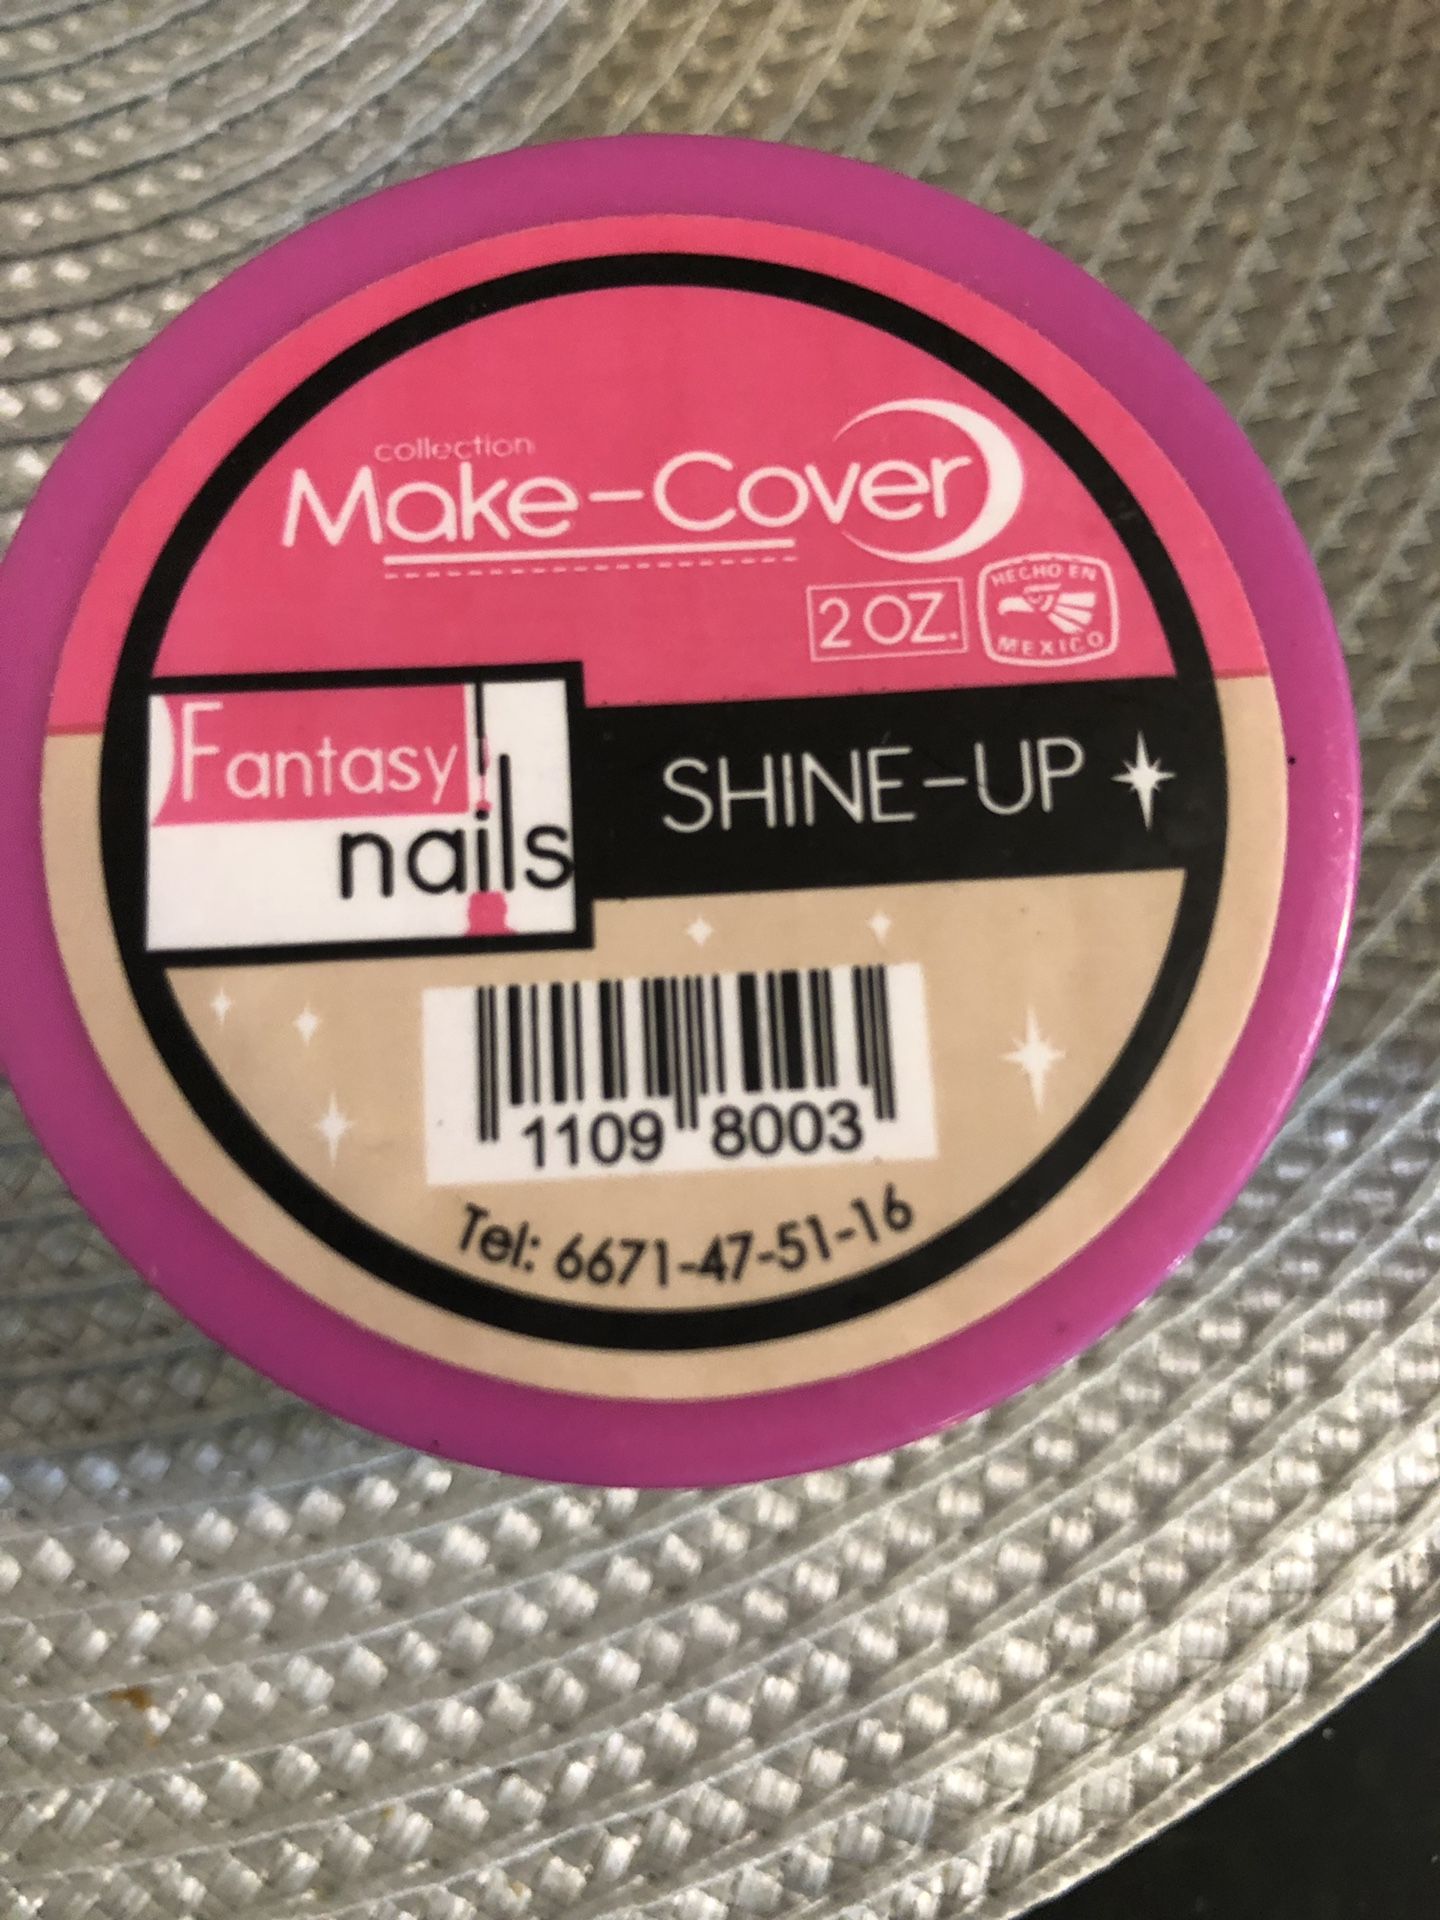 collection
Make-Cover
2 OZ.
HECHO EN
MEXICO
Fantasy
nails
SHINE-UP
1109 8003
Tel: 6671-47-51-16